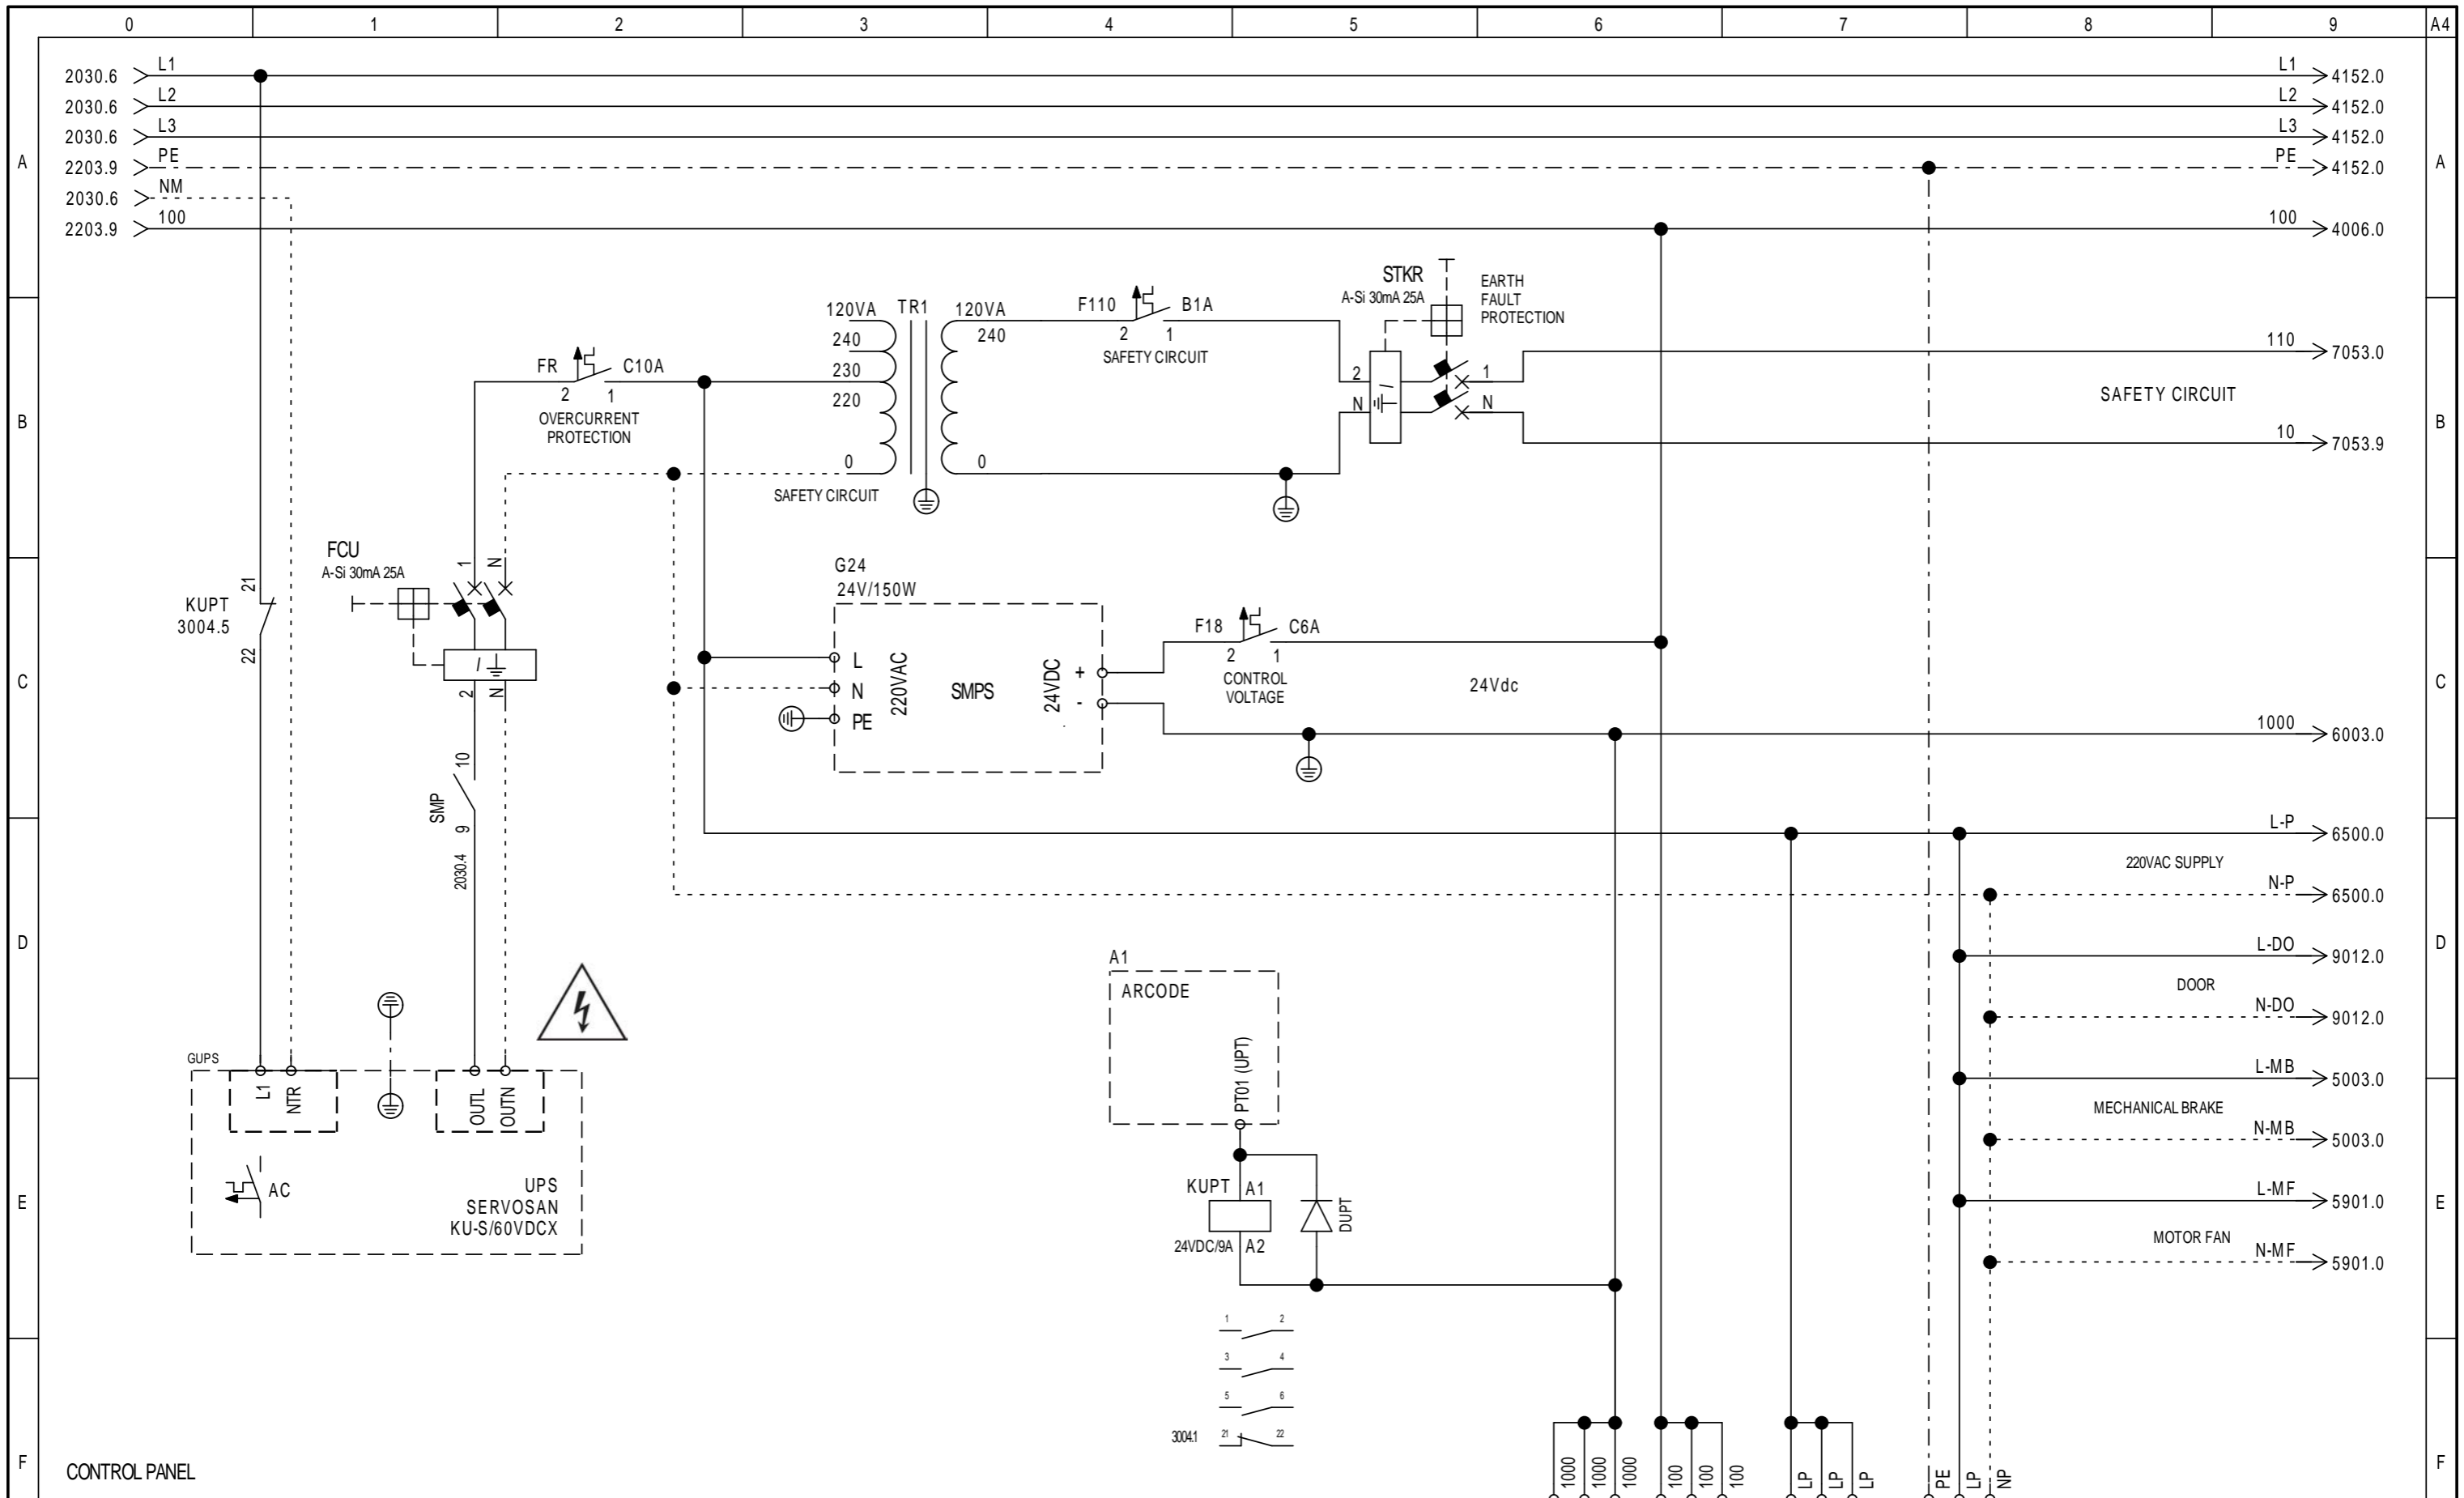 0 1 2 3 4 5 6 7 8 9 A4
2030.6 L1 L1 4152.0
2030.6 L2 L2 4152.0
2030.6 L3 L3 4152.0
A 2203.9 PE PE 4152.0 A
2030.6 NM
2203.9 100 100 4006.0
STKR
A-Si 30mA 25A
EARTH
FAULT
PROTECTION
120VA TR1 120VA
240 240
230
220
0 0
SAFETY CIRCUIT
F110 B1A
2 1
SAFETY CIRCUIT
FR C10A
2 1
OVERCURRENT
PROTECTION
2 1
N N
110 7053.0
SAFETY CIRCUIT
10 7053.9
B B
FCU
A-Si 30mA 25A
1 N
2 N
KUPT
3004.5
21
22
G24
24V/150W
L
N
PE
220VAC
SMPS
24VDC
+
-
F18 C6A
2 1
CONTROL
VOLTAGE
24Vdc
1000 6003.0
C C
10
SMP
9
2030.4
L-P 6500.0
220VAC SUPPLY
N-P 6500.0
L-DO 9012.0
DOOR
N-DO 9012.0
D D
A1
ARCODE
PT01 (UPT)
GUPS
L1
NTR
OUTL
OUTN
AC
UPS
SERVOSAN
KU-S/60VDCX
KUPT A1
24VDC/9A A2
DUPT
L-MB 5003.0
MECHANICAL BRAKE
N-MB 5003.0
L-MF 5901.0
MOTOR FAN
N-MF 5901.0
E E
1 2
3 4
5 6
3004.1 21 22
F CONTROL PANEL F
1000 1000 1000 100 100 100 LP LP LP PE LP NP